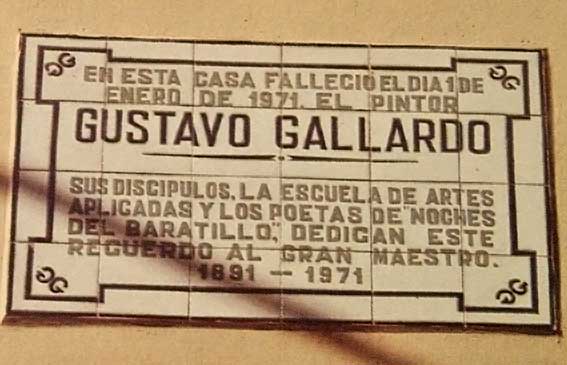 EN ESTA CASA FALLECIO EL DIA 1 DE
ENERO DE 1971 EL PINTOR
GUSTAVO GALLARDO
SUS DISCIPULOS, LA ESCUELA DE ARTES
APLICADAS Y LOS POETAS DE "NOCHES
DEL BARATILLO", DEDICAN ESTE
RECUERDO AL GRAN MAESTRO.
1891 - 1971